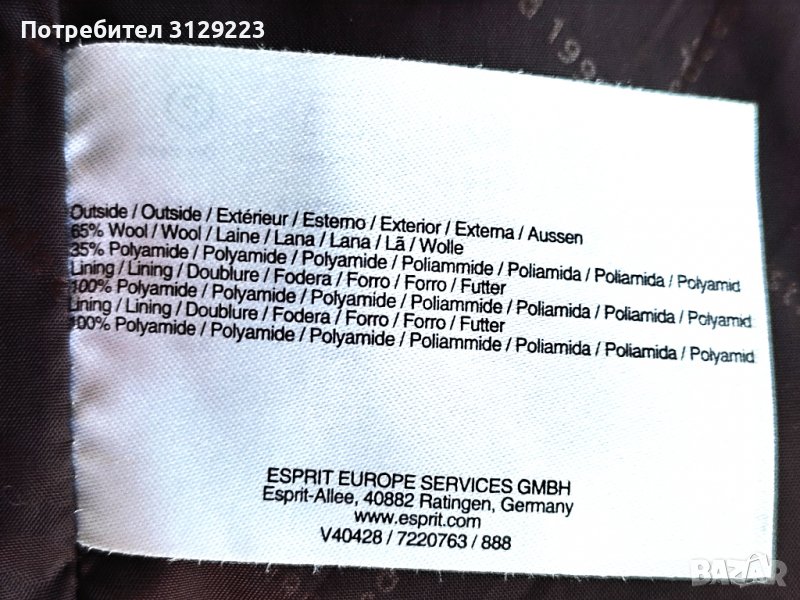 Потребител 3129223
199
Outside / Outside / Extérieur / Esterno / Exterior / Externa / Aussen
65% Wool / Wool / Laine / Lana / Lana / Lã / Wolle
35% Polyamide / Polyamide / Polyamide / Poliammide / Poliamida / Poliamida / Polyamid
Lining / Lining / Doublure / Fodera / Forro / Forro / Futter
100% Polyamide / Polyamide / Polyamide / Poliammide / Poliamida / Poliamida / Polyamid
Lining / Lining / Doublure / Fodera / Forro / Forro / Futter
100% Polyamide / Polyamide / Polyamide / Poliammide / Poliamida / Poliamida / Polyamid
ESPRIT EUROPE SERVICES GMBH
Esprit-Allee, 40882 Ratingen, Germany
www.esprit.com
V40428 / 7220763 / 888
BAZAR